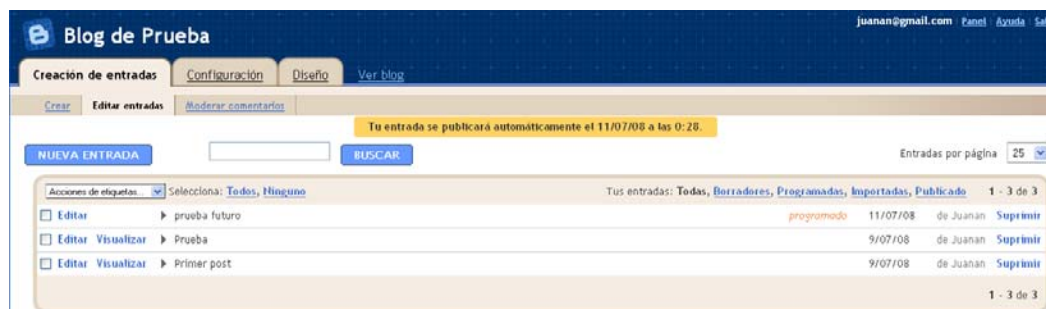 juanan@gmail.com Panel Ayuda Sal
Blog de Prueba
Creación de entradas Configuración Diseño Ver blog
Crear Editar entradas Moderar comentarios
Tu entrada se publicará automáticamente el 11/07/08 a las 0:28.
NUEVA ENTRADA BUSCAR Entradas por página 25
Acciones de etiquetas... Selecciona: Todos, Ninguno Tus entradas: Todas, Borradores, Programadas, Importadas, Publicado 1 - 3 de 3
Editar prueba futuro programado 11/07/08 de Juanan Suprimir
Editar Visualizar Prueba 9/07/08 de Juanan Suprimir
Editar Visualizar Primer post 9/07/08 de Juanan Suprimir
1 - 3 de 3